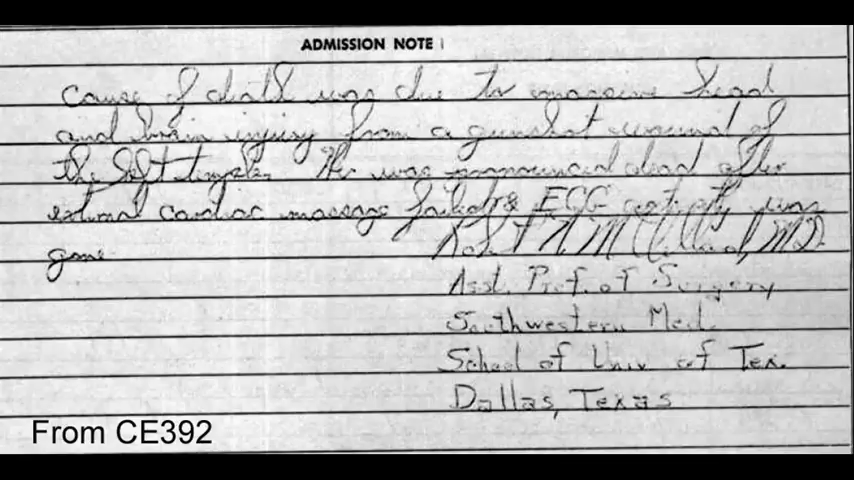 ADMISSION NOTE
cause of death was due to massive head
and brain injury from a gunshot wound of
the left temple. He was pronounced dead after
external cardiac massage failed & ECG activity was
gone.
Robert N. McClelland, M.D.
Asst. Prof. of Surgery
Southwestern Med.
School of Univ of Tex.
Dallas, Texas
From CE392